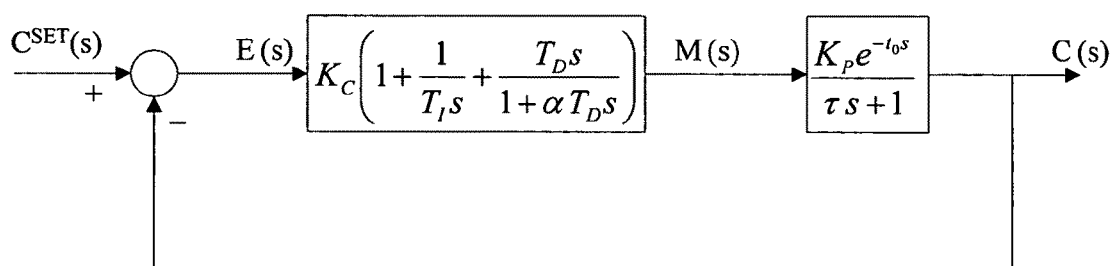 C^SET(s)
+
−
E(s)
K_C(1 + 1/(T_I s) + T_D s/(1 + α T_D s))
M(s)
K_P e^{-t_0 s}/(τ s + 1)
C(s)